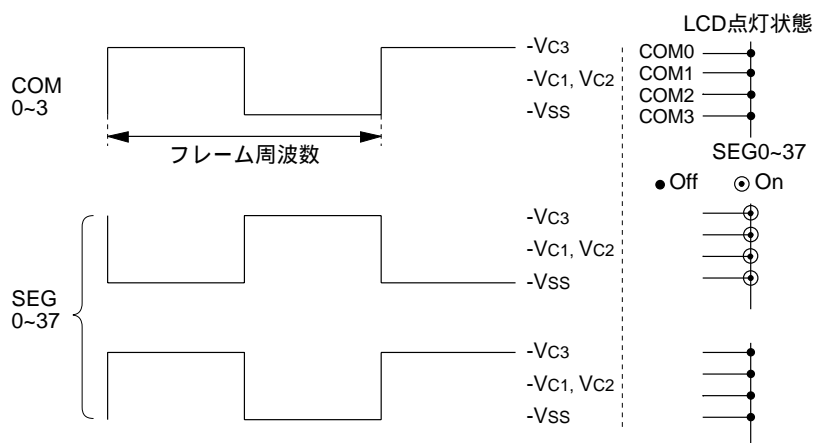 LCD点灯状態
COM
0~3
-VC3
-VC1, VC2
-VSS
フレーム周波数
COM0
COM1
COM2
COM3
SEG0~37
Off
On
SEG
0~37
-VC3
-VC1, VC2
-VSS
-VC3
-VC1, VC2
-VSS